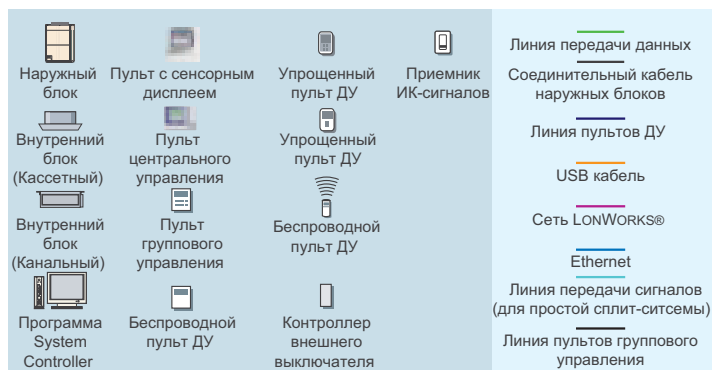 Наружный
блок
Пульт с сенсорным
дисплеем
Упрощенный
пульт ДУ
Приемник
ИК-сигналов
Внутренний
блок
(Кассетный)
Пульт
центрального
управления
Упрощенный
пульт ДУ
Внутренний
блок
(Канальный)
Пульт
группового
управления
Беспроводной
пульт ДУ
Программа
System
Controller
Беспроводной
пульт ДУ
Контроллер
внешнего
выключателя
Линия передачи данных
Соединительный кабель
наружных блоков
Линия пультов ДУ
USB кабель
Сеть LONWORKS®
Ethernet
Линия передачи сигналов
(для простой сплит-ситсемы)
Линия пультов группового
управления